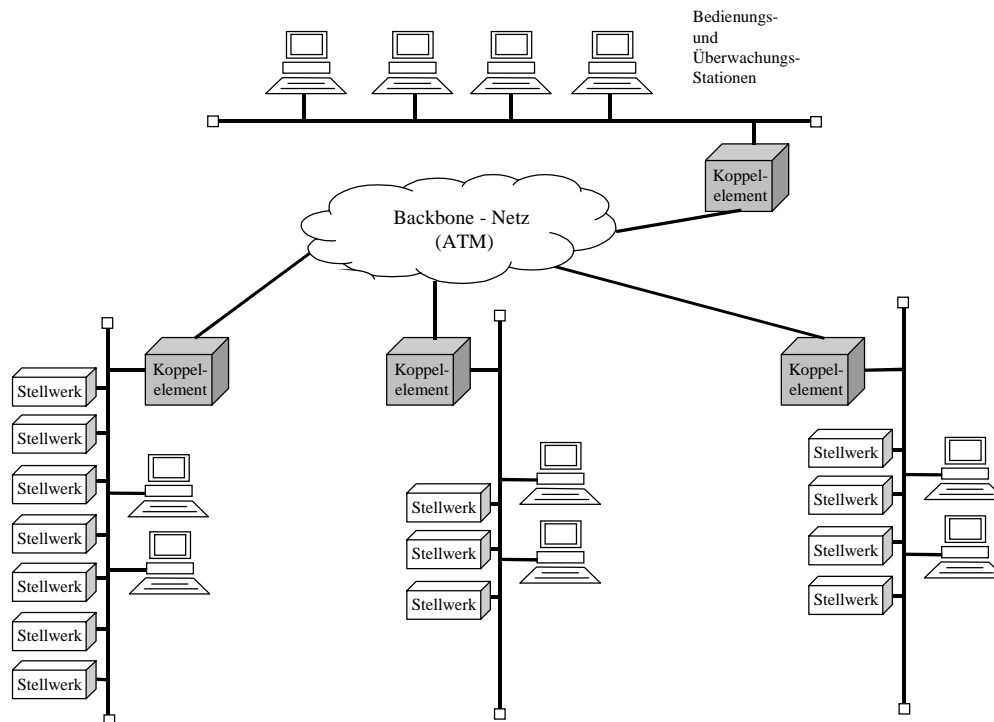 Bedienungs-
und
Überwachungs-
Stationen
Koppel-
element
Backbone - Netz
(ATM)
Koppel-
element
Stellwerk
Stellwerk
Stellwerk
Stellwerk
Stellwerk
Stellwerk
Stellwerk
Koppel-
element
Stellwerk
Stellwerk
Stellwerk
Koppel-
element
Stellwerk
Stellwerk
Stellwerk
Stellwerk